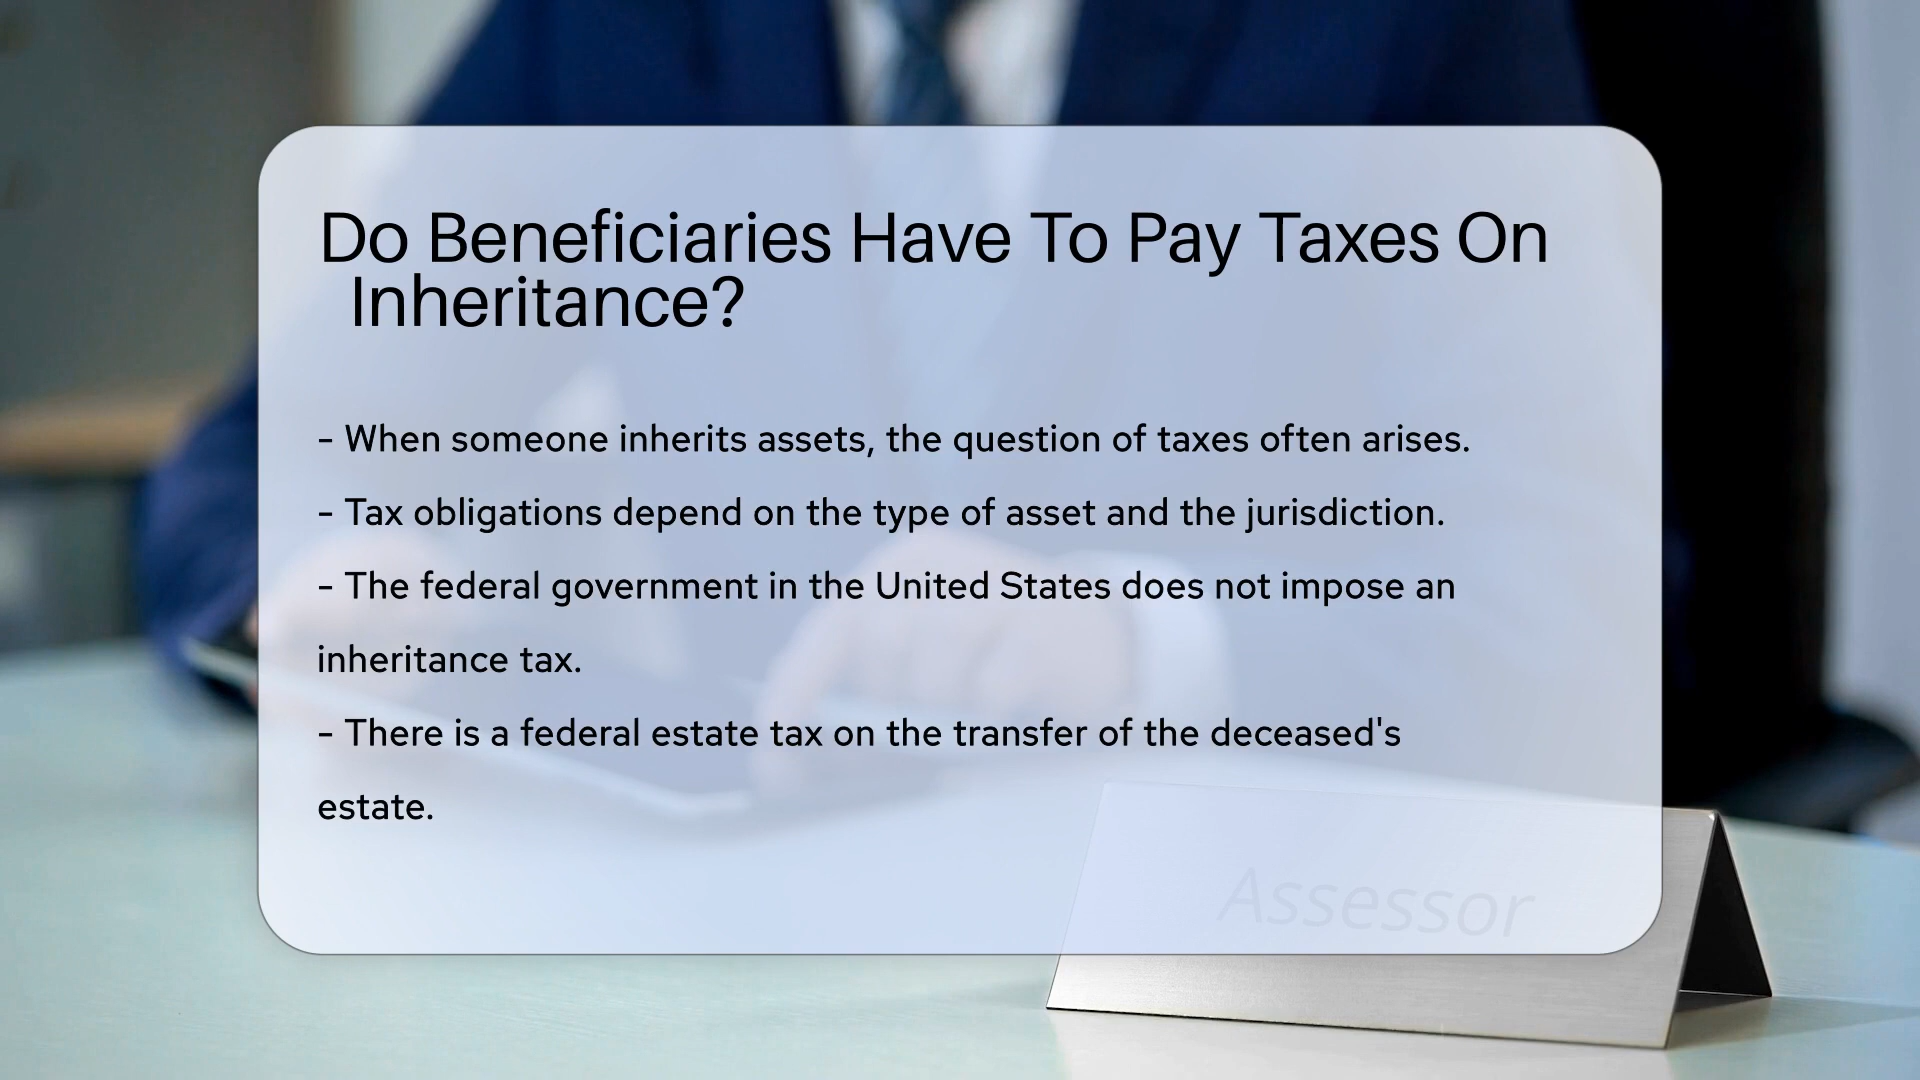 Do Beneficiaries Have To Pay Taxes On
Inheritance?
- When someone inherits assets, the question of taxes often arises.
- Tax obligations depend on the type of asset and the jurisdiction.
- The federal government in the United States does not impose an
inheritance tax.
- There is a federal estate tax on the transfer of the deceased's
estate.
Assessor